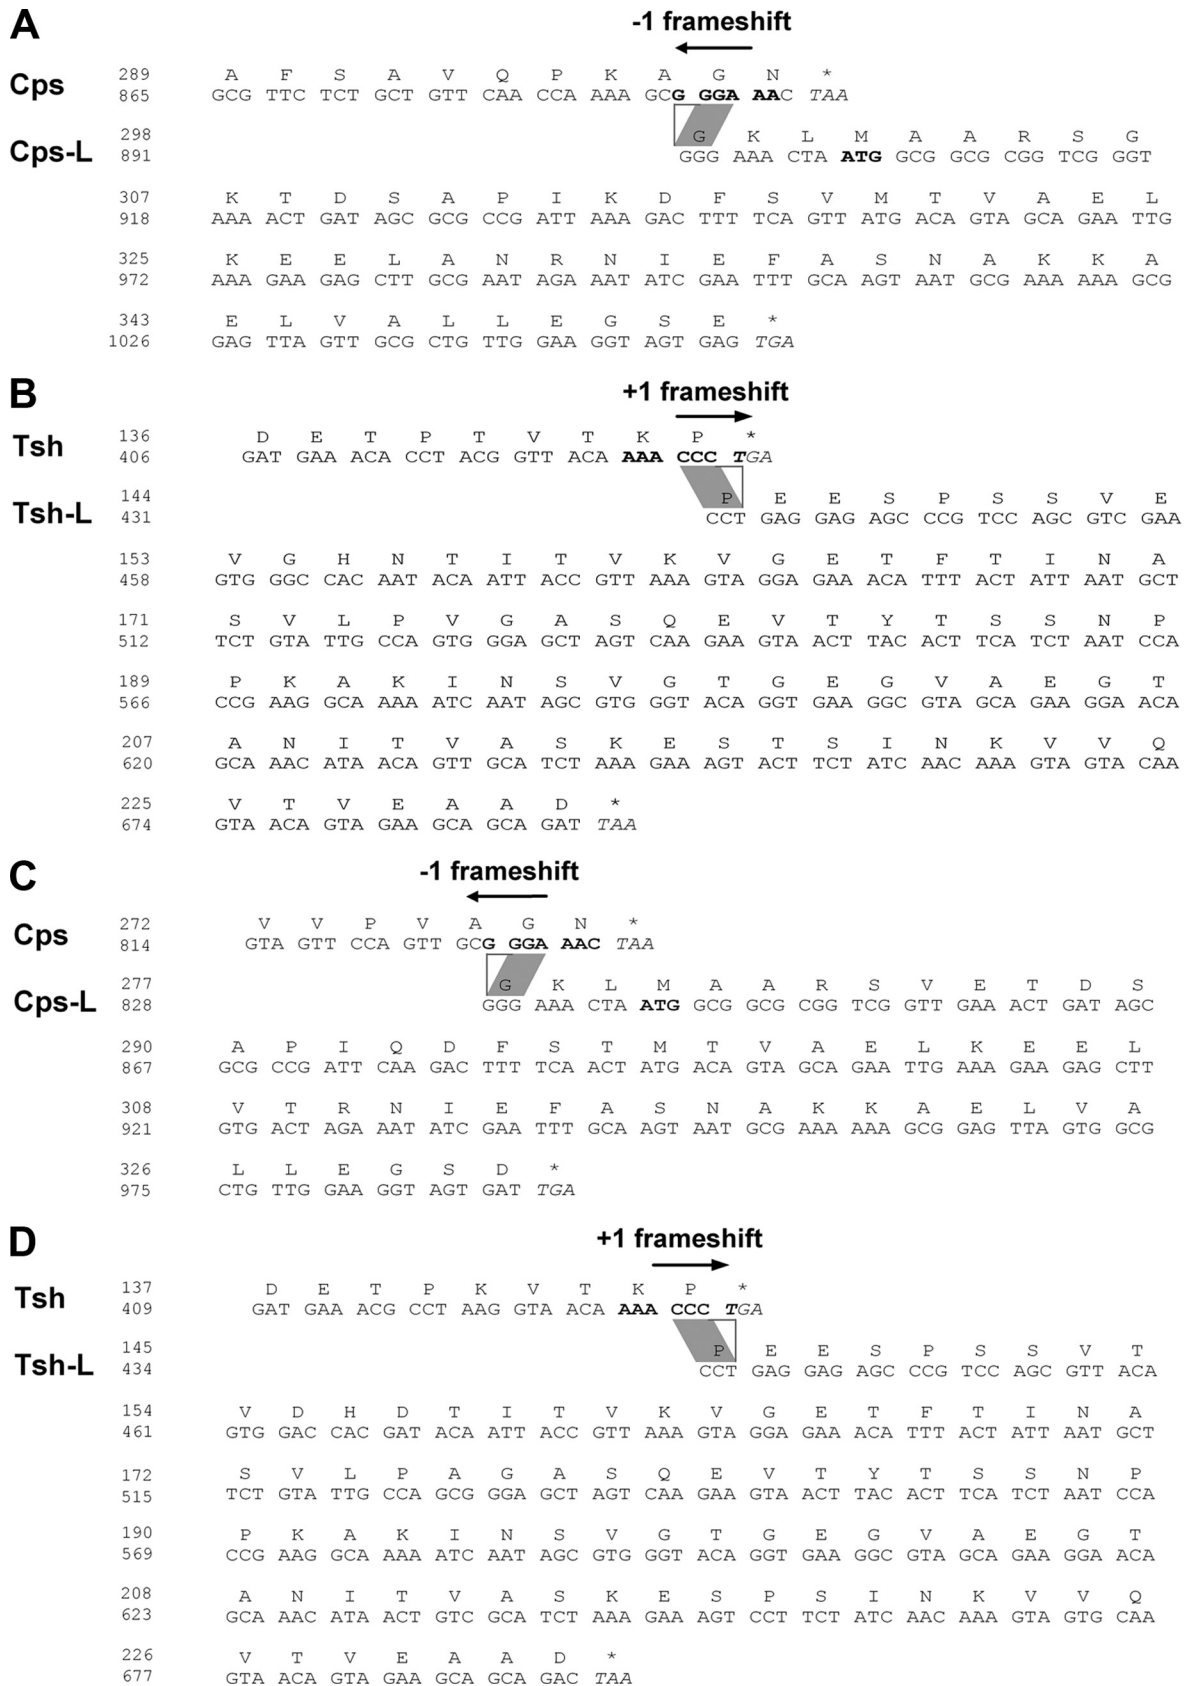 A
-1 frameshift
289 A F S A V Q P K A G N *
Cps
865 GCG TTC TCT GCT GTT CAA CCA AAA GCG GGA AAC TAA
298 G K L M A A R S G
Cps-L
891 GGG AAA CTA ATG GCG GCG CGG TCG GGT
307 K T D S A P I K D F S V M T V A E L
918 AAA ACT GAT AGC GCG CCG ATT AAA GAC TTT TCA GTT ATG ACA GTA GCA GAA TTG
325 K E E L A N R N I E F A S N A K K A
972 AAA GAA GAG CTT GCG AAT AGA AAT ATC GAA TTT GCA AGT AAT GCG AAA AAA GCG
343 E L V A L L E G S E *
1026 GAG TTA GTT GCG CTG TTG GAA GGT AGT GAG TGA
B
+1 frameshift
136 D E T P T V T K P *
Tsh
406 GAT GAA ACA CCT ACG GTT ACA AAA CCC TGA
144 P E E S P S S V E
Tsh-L
431 CCT GAG GAG AGC CCG TCC AGC GTC GAA
153 V G H N T I T V K V G E T F T I N A
458 GTG GGC CAC AAT ACA ATT ACC GTT AAA GTA GGA GAA ACA TTT ACT ATT AAT GCT
171 S V L P V G A S Q E V T Y T S S N P
512 TCT GTA TTG CCA GTG GGA GCT AGT CAA GAA GTA ACT TAC ACT TCA TCT AAT CCA
189 P K A K I N S V G T G E G V A E G T
566 CCG AAG GCA AAA ATC AAT AGC GTG GGT ACA GGT GAA GGC GTA GCA GAA GGA ACA
207 A N I T V A S K E S T S I N K V V Q
620 GCA AAC ATA ACA GTT GCA TCT AAA GAA AGT ACT TCT ATC AAC AAA GTA GTA CAA
225 V T V E A A D *
674 GTA ACA GTA GAA GCA GCA GAT TAA
C
-1 frameshift
272 V V P V A G N *
Cps
814 GTA GTT CCA GTT GCG GGA AAC TAA
277 G K L M A A R S V E T D S
Cps-L
828 GGG AAA CTA ATG GCG GCG CGG TCG GTT GAA ACT GAT AGC
290 A P I Q D F S T M T V A E L K E E L
867 GCG CCG ATT CAA GAC TTT TCA ACT ATG ACA GTA GCA GAA TTG AAA GAA GAG CTT
308 V T R N I E F A S N A K K A E L V A
921 GTG ACT AGA AAT ATC GAA TTT GCA AGT AAT GCG AAA AAA GCG GAG TTA GTG GCG
326 L L E G S D *
975 CTG TTG GAA GGT AGT GAT TGA
D
+1 frameshift
137 D E T P K V T K P *
Tsh
409 GAT GAA ACG CCT AAG GTA ACA AAA CCC TGA
145 P E E S P S S V T
Tsh-L
434 CCT GAG GAG AGC CCG TCC AGC GTT ACA
154 V D H D T I T V K V G E T F T I N A
461 GTG GAC CAC GAT ACA ATT ACC GTT AAA GTA GGA GAA ACA TTT ACT ATT AAT GCT
172 S V L P A G A S Q E V T Y T S S N P
515 TCT GTA TTG CCA GCG GGA GCT AGT CAA GAA GTA ACT TAC ACT TCA TCT AAT CCA
190 P K A K I N S V G T G E G V A E G T
569 CCG AAG GCA AAA ATC AAT AGC GTG GGT ACA GGT GAA GGC GTA GCA GAA GGA ACA
208 A N I T V A S K E S P S I N K V V Q
623 GCA AAC ATA ACT GTC GCA TCT AAA GAA AGT CCT TCT ATC AAC AAA GTA GTG CAA
226 V T V E A A D *
677 GTA ACA GTA GAA GCA GCA GAC TAA